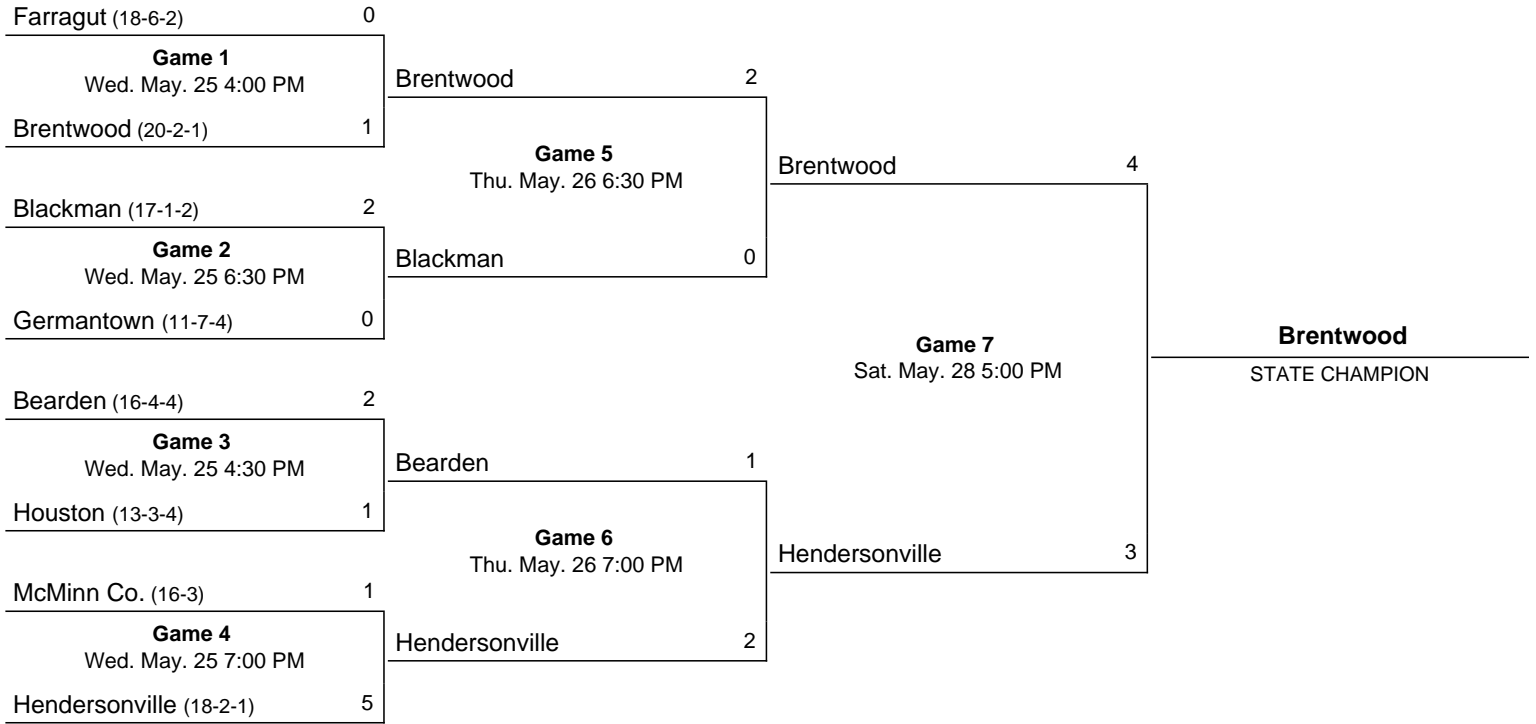 Farragut (18-6-2) 0
Game 1
Wed. May. 25 4:00 PM
Brentwood (20-2-1) 1
Blackman (17-1-2) 2
Game 2
Wed. May. 25 6:30 PM
Germantown (11-7-4) 0
Bearden (16-4-4) 2
Game 3
Wed. May. 25 4:30 PM
Houston (13-3-4) 1
McMinn Co. (16-3) 1
Game 4
Wed. May. 25 7:00 PM
Hendersonville (18-2-1) 5
Brentwood 2
Game 5
Thu. May. 26 6:30 PM
Blackman 0
Bearden 1
Game 6
Thu. May. 26 7:00 PM
Hendersonville 2
Brentwood 4
Game 7
Sat. May. 28 5:00 PM
Hendersonville 3
Brentwood
STATE CHAMPION